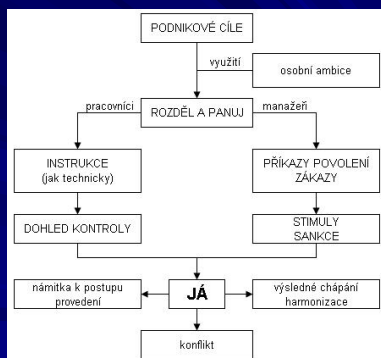 PODNIKOVÉ CÍLE
využití
osobní ambice
pracovníci
ROZDĚL A PANUJ
manažeři
INSTRUKCE
(jak technicky)
PŘÍKAZY POVOLENÍ
ZÁKAZY
DOHLED KONTROLY
STIMULY
SANKCE
námitka k postupu
provedení
JÁ
výsledné chápání
harmonizace
konflikt